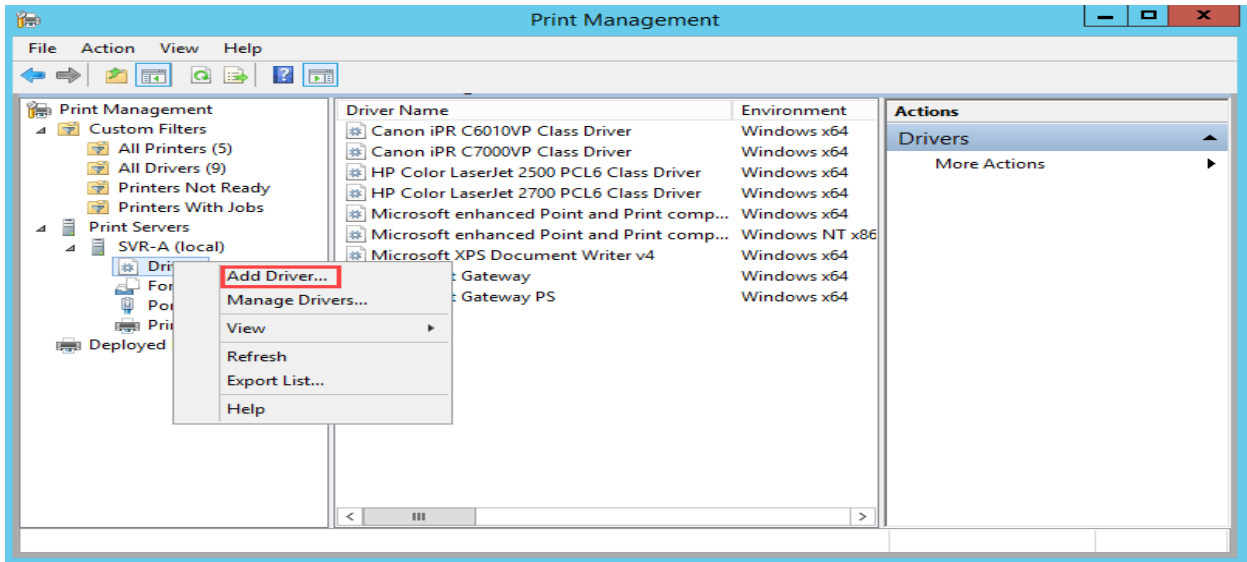 Print Management
File Action View Help
Print Management
Custom Filters
All Printers (5)
All Drivers (9)
Printers Not Ready
Printers With Jobs
Print Servers
SVR-A (local)
Dri
For
Po
Pri
Deployed
Add Driver...
Manage Drivers...
View
Refresh
Export List...
Help
Driver Name Environment
Canon iPR C6010VP Class Driver Windows x64
Canon iPR C7000VP Class Driver Windows x64
HP Color LaserJet 2500 PCL6 Class Driver Windows x64
HP Color LaserJet 2700 PCL6 Class Driver Windows x64
Microsoft enhanced Point and Print comp... Windows x64
Microsoft enhanced Point and Print comp... Windows NT x86
Microsoft XPS Document Writer v4 Windows x64
t Gateway Windows x64
t Gateway PS Windows x64
Actions
Drivers
More Actions